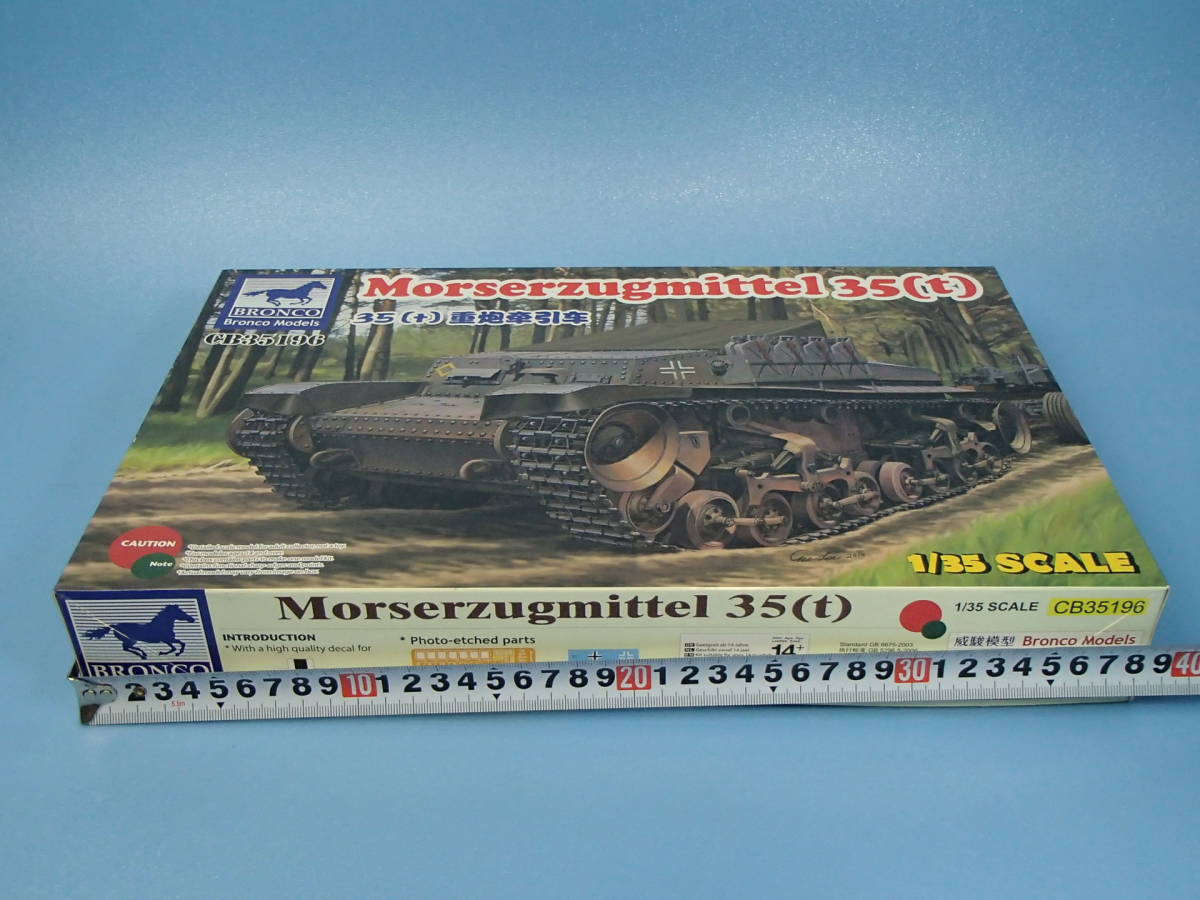 BRONCO
Bronco Models
CB35196
Morserzugmittel 35(t)
35(t)重炮牵引车
CAUTION
Note
1/35 SCALE
BRONCO
Morserzugmittel 35(t)
INTRODUCTION
* With a high quality decal for
* Photo-etched parts
14+
1/35 SCALE
CB35196
威駿模型 Bronco Models
2 3 4 5 6 7 8 9 10 1 2 3 4 5 6 7 8 9 20 1 2 3 4 5 6 7 8 9 30 1 2 3 4 5 6 7 8 9 40
5.5m